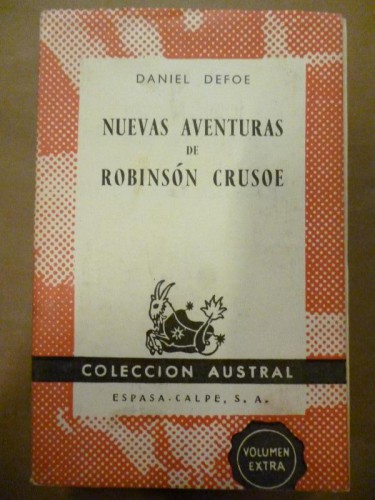 DANIEL DEFOE
NUEVAS AVENTURAS
DE
ROBINSÓN CRUSOE
COLECCION AUSTRAL
ESPASA-CALPE, S. A.
VOLUMEN
EXTRA